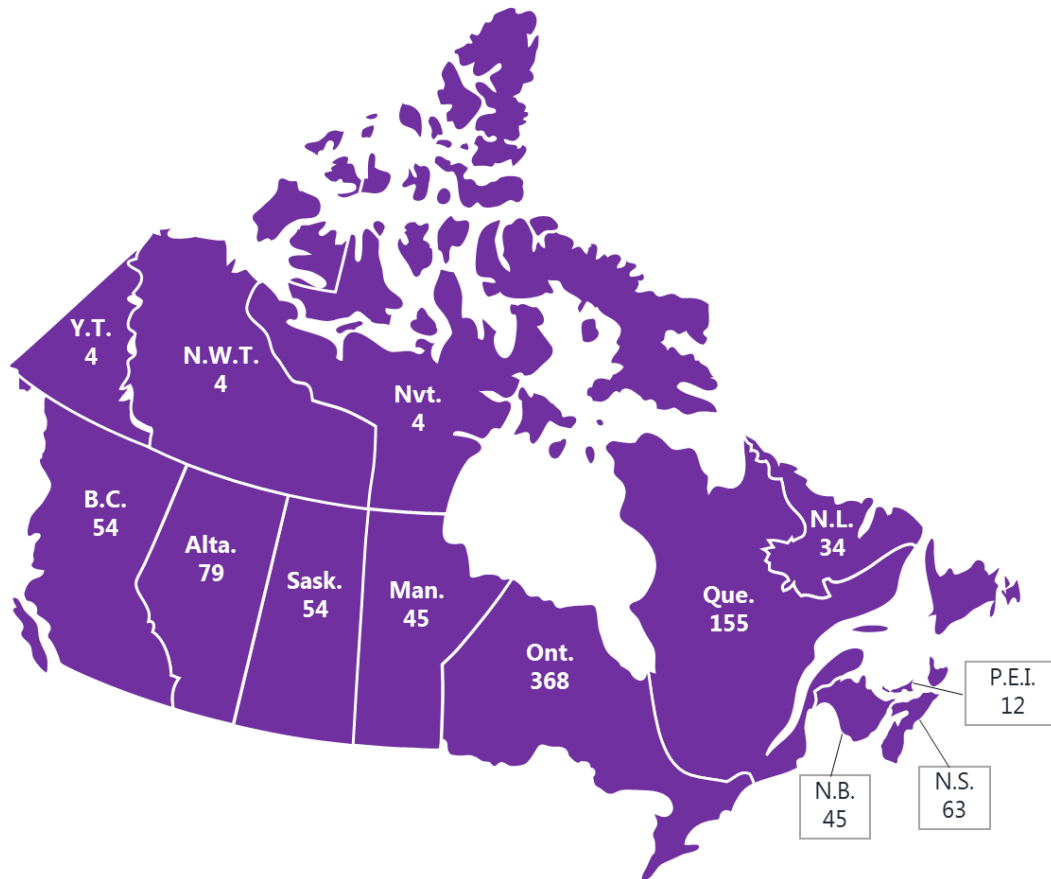 Y.T.
4
N.W.T.
4
Nvt.
4
B.C.
54
Alta.
79
Sask.
54
Man.
45
Ont.
368
Que.
155
N.L.
34
P.E.I.
12
N.B.
45
N.S.
63